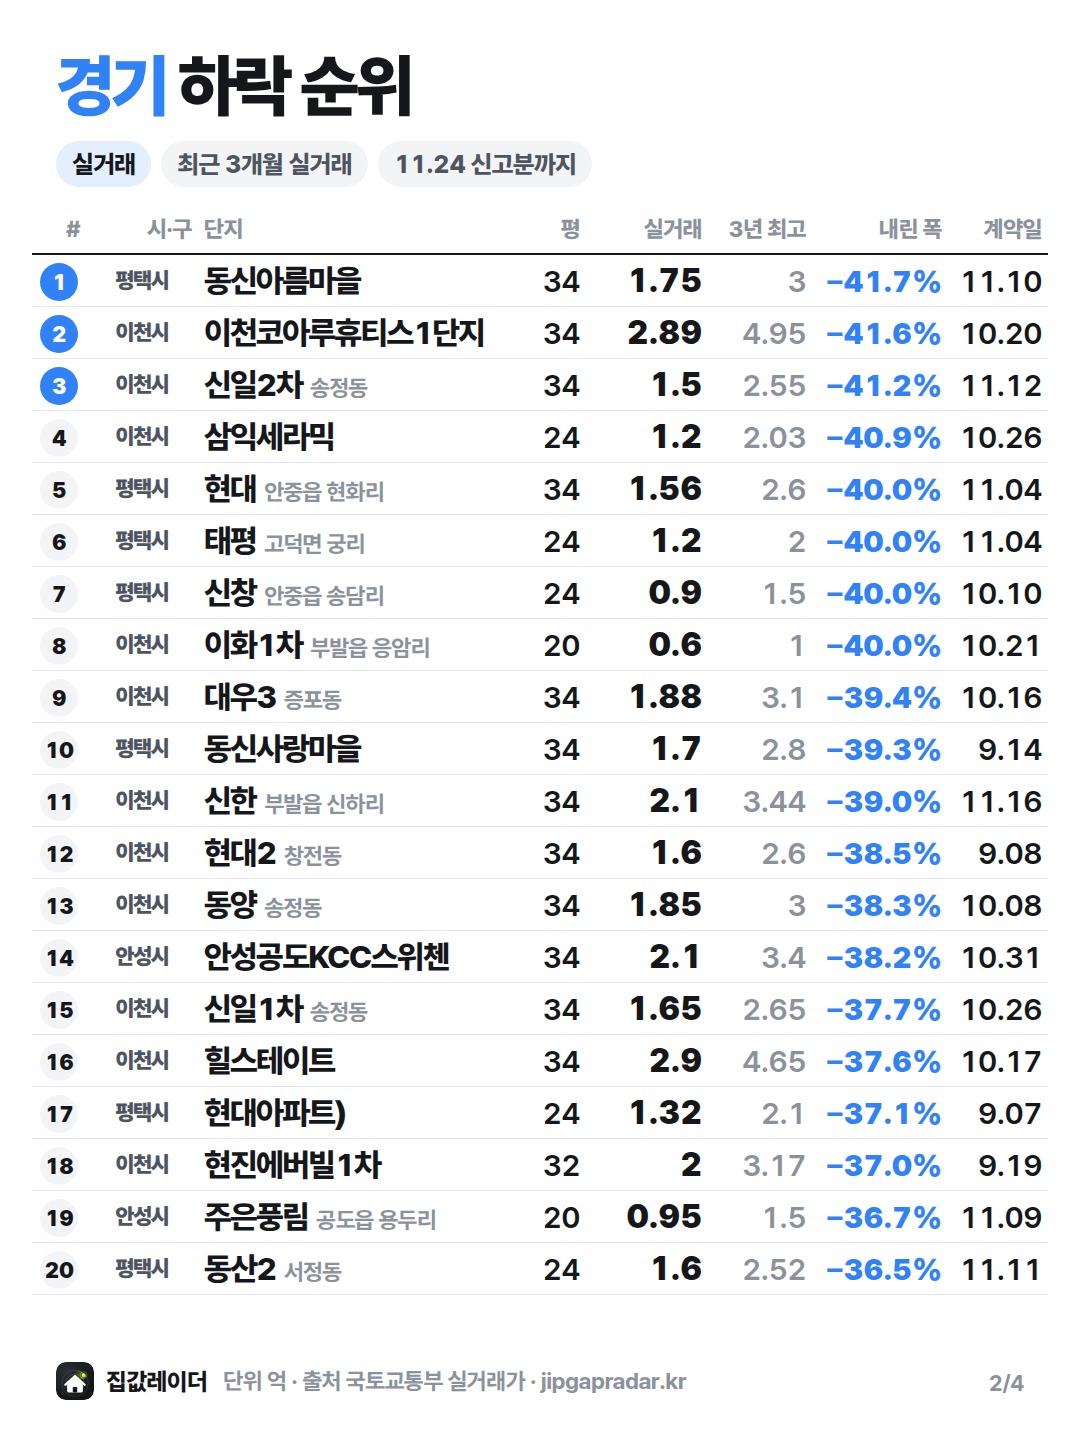 경기 하락 순위
실거래 최근 3개월 실거래 11.24 신고분까지
# 시·구 단지 평 실거래 3년 최고 내린 폭 계약일
1 평택시 동신아름마을 34 1.75 3 −41.7% 11.10
2 이천시 이천코아루휴티스1단지 34 2.89 4.95 −41.6% 10.20
3 이천시 신일2차 송정동 34 1.5 2.55 −41.2% 11.12
4 이천시 삼익세라믹 24 1.2 2.03 −40.9% 10.26
5 평택시 현대 안중읍 현화리 34 1.56 2.6 −40.0% 11.04
6 평택시 태평 고덕면 궁리 24 1.2 2 −40.0% 11.04
7 평택시 신창 안중읍 송담리 24 0.9 1.5 −40.0% 10.10
8 이천시 이화1차 부발읍 응암리 20 0.6 1 −40.0% 10.21
9 이천시 대우3 증포동 34 1.88 3.1 −39.4% 10.16
10 평택시 동신사랑마을 34 1.7 2.8 −39.3% 9.14
11 이천시 신한 부발읍 신하리 34 2.1 3.44 −39.0% 11.16
12 이천시 현대2 창전동 34 1.6 2.6 −38.5% 9.08
13 이천시 동양 송정동 34 1.85 3 −38.3% 10.08
14 안성시 안성공도KCC스위첸 34 2.1 3.4 −38.2% 10.31
15 이천시 신일1차 송정동 34 1.65 2.65 −37.7% 10.26
16 이천시 힐스테이트 34 2.9 4.65 −37.6% 10.17
17 평택시 현대아파트) 24 1.32 2.1 −37.1% 9.07
18 이천시 현진에버빌1차 32 2 3.17 −37.0% 9.19
19 안성시 주은풍림 공도읍 용두리 20 0.95 1.5 −36.7% 11.09
20 평택시 동산2 서정동 24 1.6 2.52 −36.5% 11.11
집값레이더 단위 억 · 출처 국토교통부 실거래가 · jipgapradar.kr 2/4